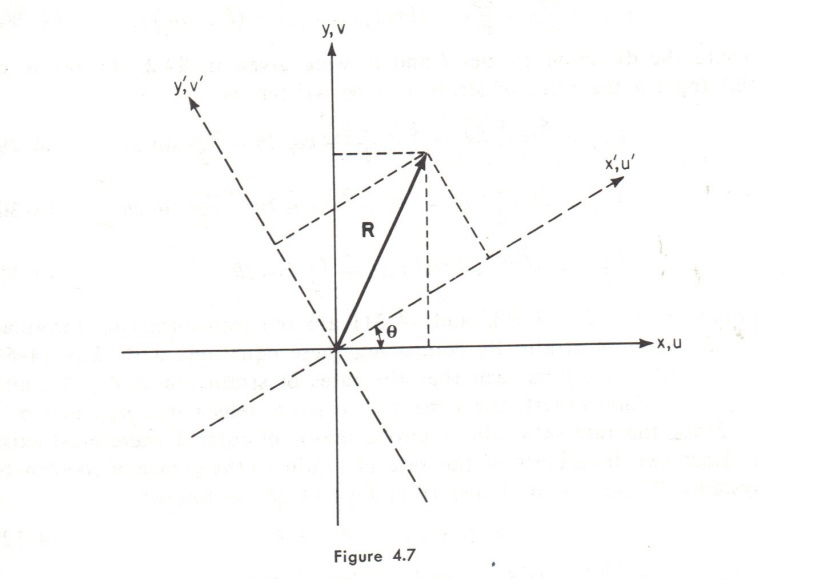 y, v
y', v'
x', u'
R
θ
x, u
Figure 4.7